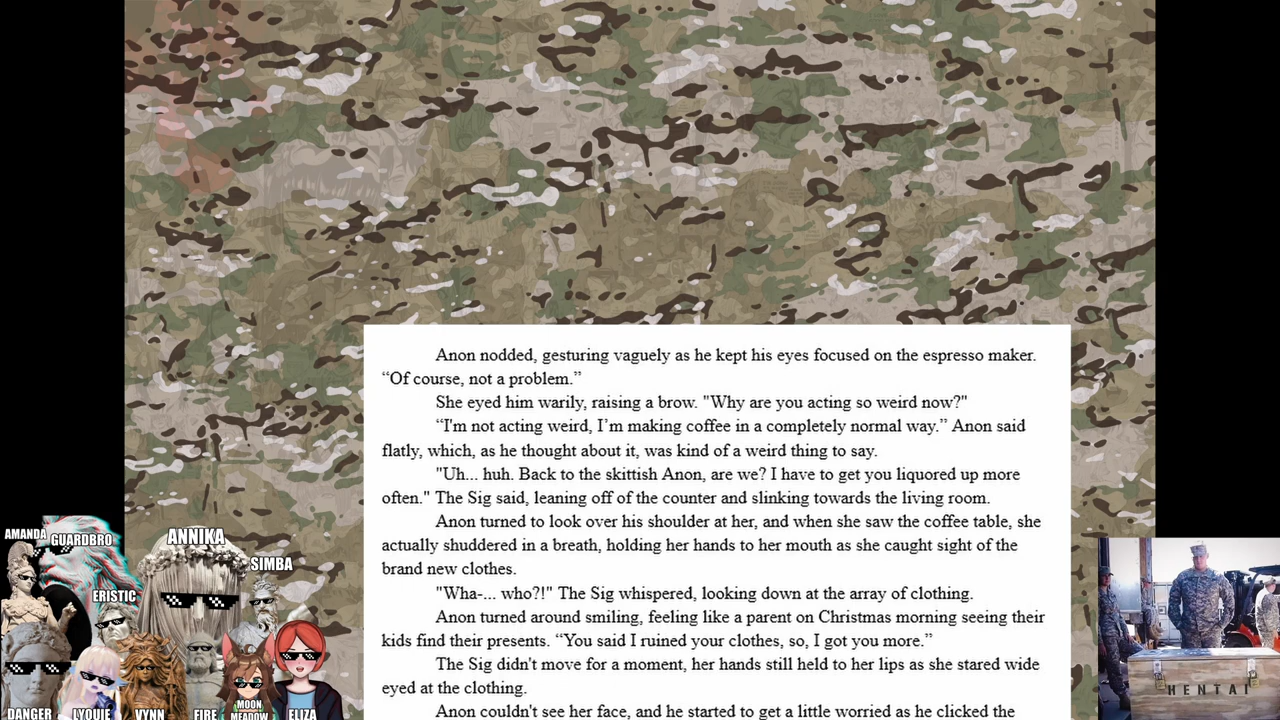 Anon nodded, gesturing vaguely as he kept his eyes focused on the espresso maker.
“Of course, not a problem.”
She eyed him warily, raising a brow. "Why are you acting so weird now?"
“I'm not acting weird, I’m making coffee in a completely normal way.” Anon said
flatly, which, as he thought about it, was kind of a weird thing to say.
"Uh... huh. Back to the skittish Anon, are we? I have to get you liquored up more
often." The Sig said, leaning off of the counter and slinking towards the living room.
Anon turned to look over his shoulder at her, and when she saw the coffee table, she
actually shuddered in a breath, holding her hands to her mouth as she caught sight of the
brand new clothes.
"Wha-... who?!" The Sig whispered, looking down at the array of clothing.
Anon turned around smiling, feeling like a parent on Christmas morning seeing their
kids find their presents. “You said I ruined your clothes, so, I got you more.”
The Sig didn't move for a moment, her hands still held to her lips as she stared wide
eyed at the clothing.
Anon couldn't see her face, and he started to get a little worried as he clicked the
AMANDA
GUARDBRO
ANNIKA
SIMBA
ERISTIC
DANGER
LYQUIE
VYNN
FIRE
MOON
MEADOW
ELIZA
HENTAI